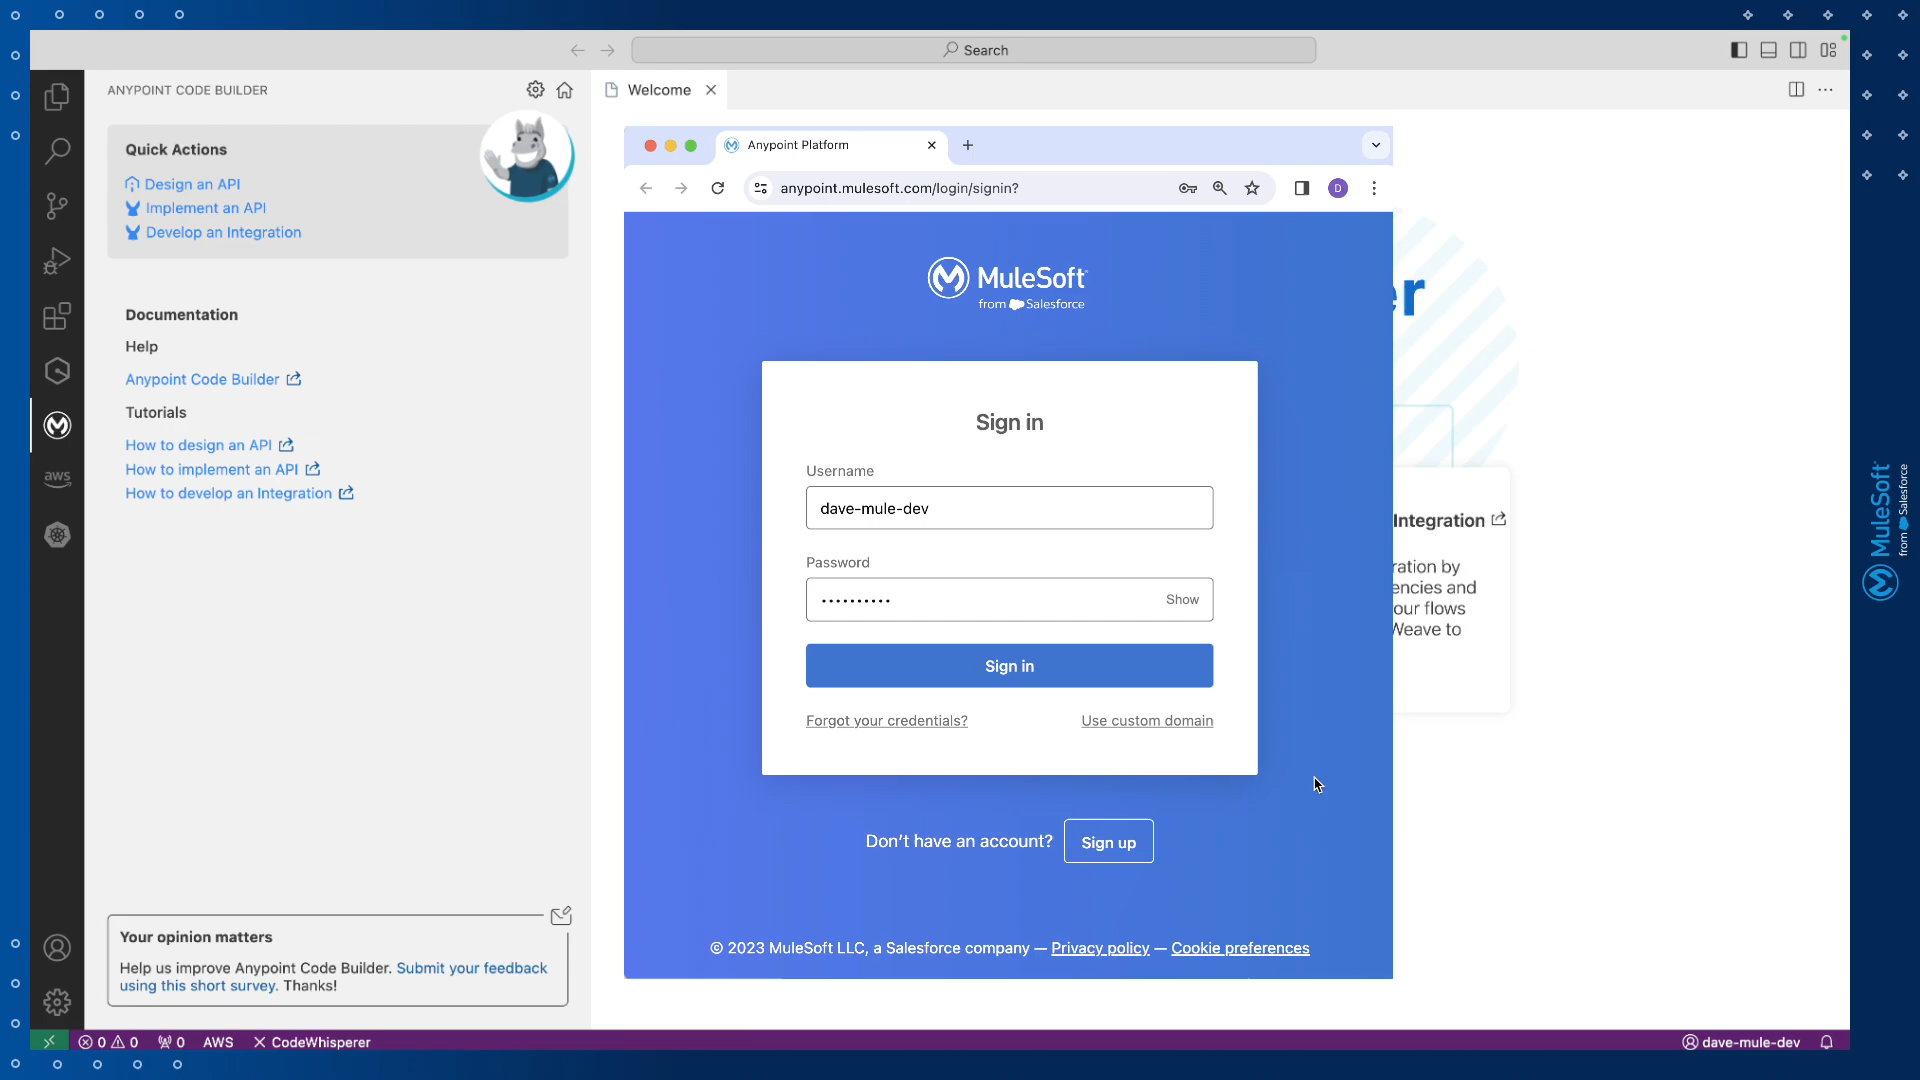 Search
ANYPOINT CODE BUILDER
Quick Actions
Design an API
Implement an API
Develop an Integration
Documentation
Help
Anypoint Code Builder
Tutorials
How to design an API
How to implement an API
How to develop an Integration
aws
Your opinion matters
Help us improve Anypoint Code Builder. Submit your feedback
using this short survey. Thanks!
Welcome
Anypoint Platform
anypoint.mulesoft.com/login/signin?
D
MuleSoft
from Salesforce
Sign in
Username
dave-mule-dev
Password
Show
Sign in
Forgot your credentials?
Use custom domain
Don't have an account?
Sign up
© 2023 MuleSoft LLC, a Salesforce company — Privacy policy — Cookie preferences
er
Integration
ration by
encies and
our flows
Weave to
0 0 0 AWS CodeWhisperer
dave-mule-dev
MuleSoft
from Salesforce